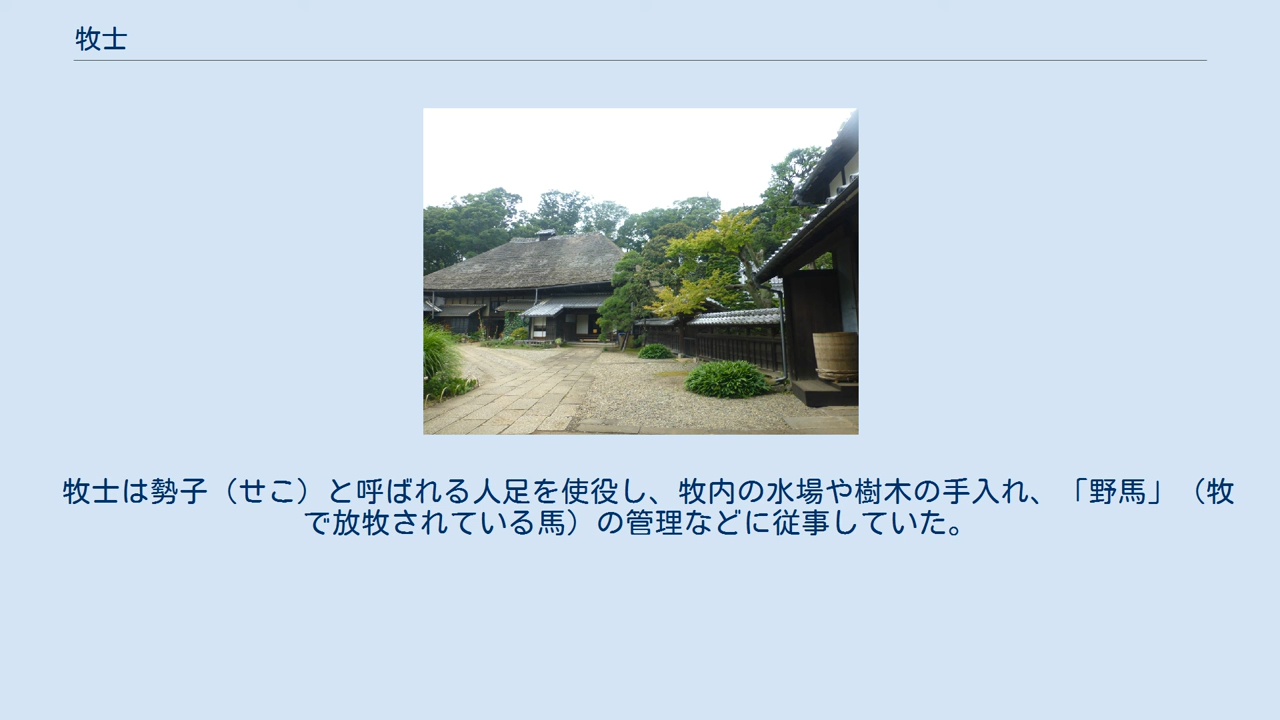 牧士
牧士は勢子（せこ）と呼ばれる人足を使役し、牧内の水場や樹木の手入れ、「野馬」（牧
で放牧されている馬）の管理などに従事していた。